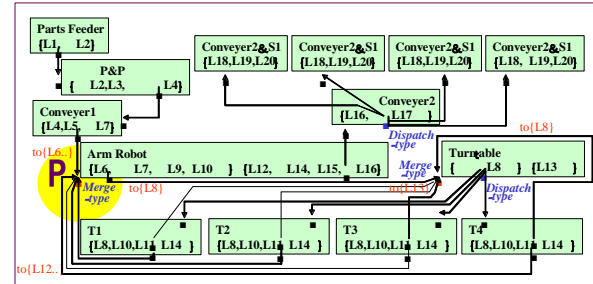 Parts Feeder
{L1, L2}
P&P
{ L2,L3, L4}
Conveyer1
{L4,L5, L7}
Conveyer2&S1
{L18,L19,L20}
Conveyer2&S1
{L18,L19,L20}
Conveyer2&S1
{L18,L19,L20}
Conveyer2&S1
{L18, L19,L20}
Conveyer2
{L16, L17 }
Dispatch
-type
to{L8}
to{L6..}
Arm Robot
{L6, L7, L9, L10 } {L12, L14, L15, L16}
Merge
-type
Turntable
{ L8 } {L13 }
P
Merge
-type
to{L8}
to{L13}
Dispatch
-type
T1
{L8,L10,L11 L14 }
T2
{L8,L10,L11 L14 }
T3
{L8,L10,L11 L14 }
T4
{L8,L10,L11 L14 }
to{L12..